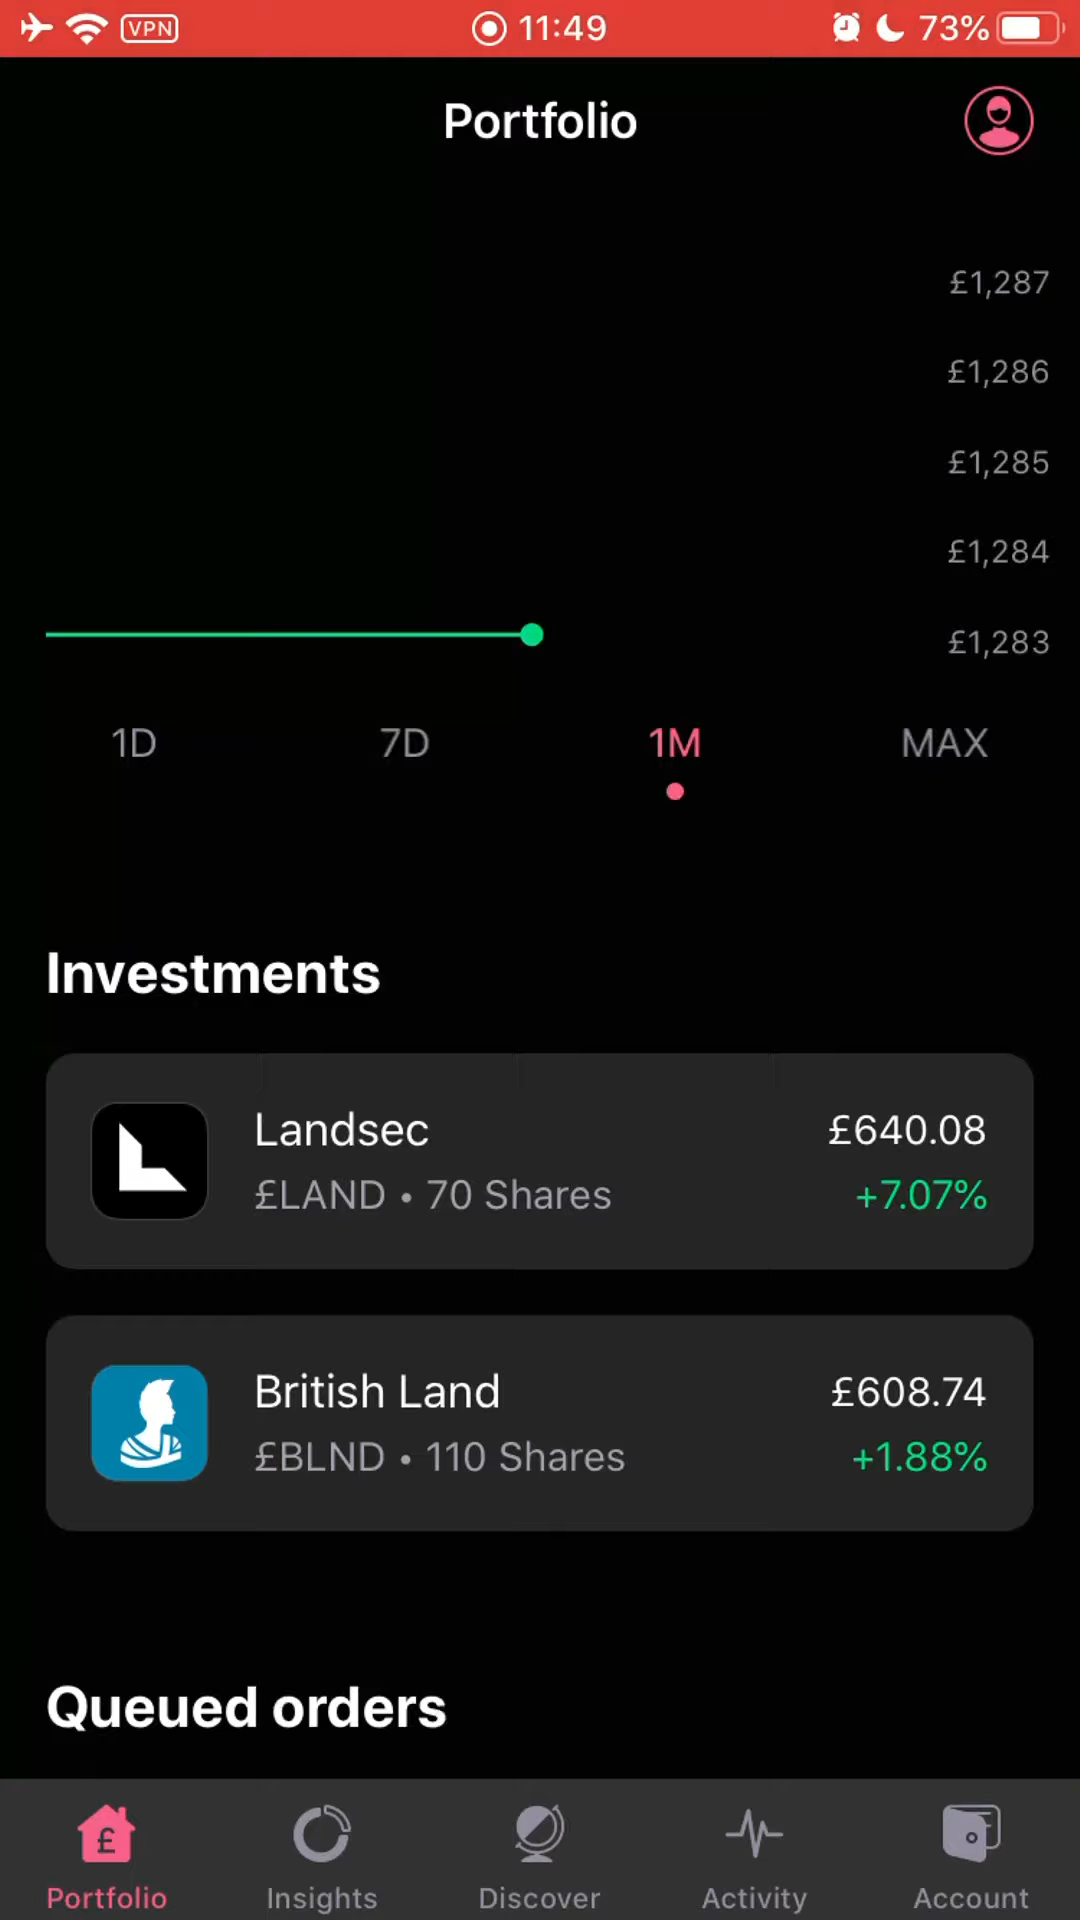 VPN 11:49 73%
Portfolio
£1,287
£1,286
£1,285
£1,284
£1,283
1D 7D 1M MAX
Investments
Landsec £640.08
£LAND • 70 Shares +7.07%
British Land £608.74
£BLND • 110 Shares +1.88%
Queued orders
£
Portfolio Insights Discover Activity Account